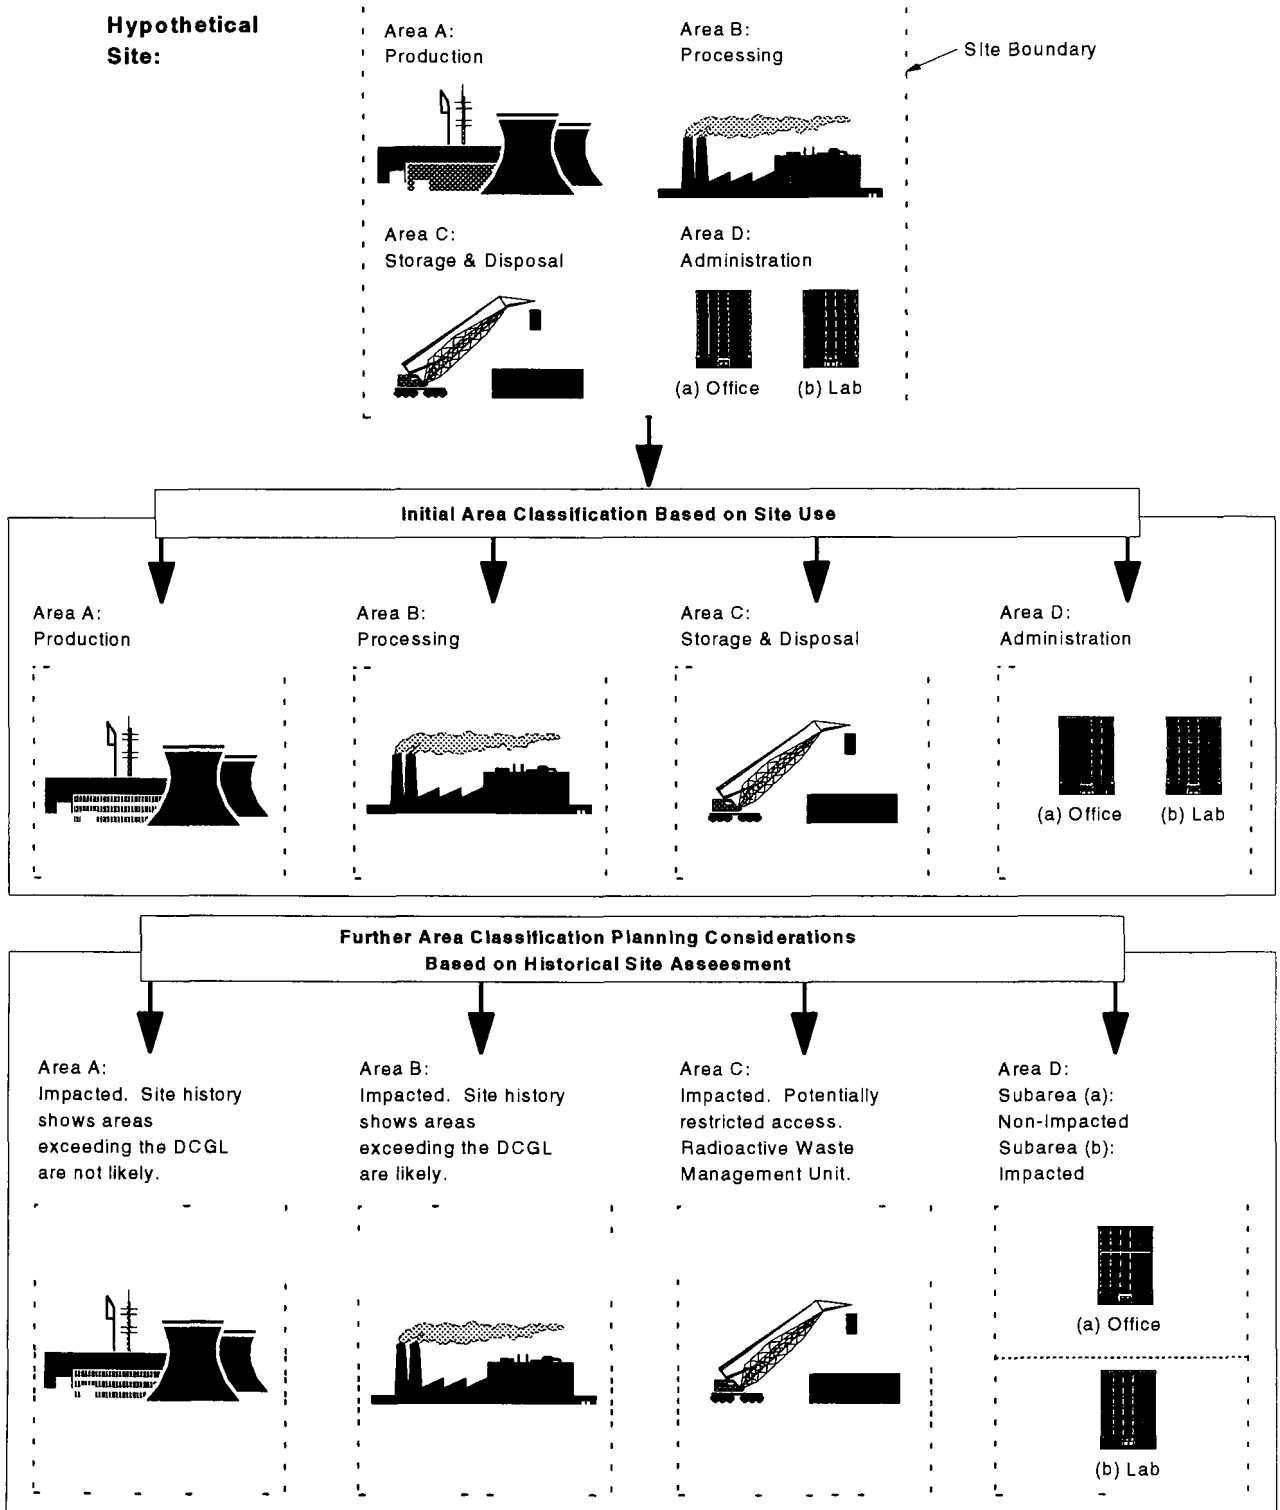 Hypothetical
Site:
Area A:
Production
Area B:
Processing
Site Boundary
Area C:
Storage & Disposal
Area D:
Administration
(a) Office
(b) Lab
Initial Area Classification Based on Site Use
Area A:
Production
Area B:
Processing
Area C:
Storage & Disposal
Area D:
Administration
(a) Office
(b) Lab
Further Area Classification Planning Considerations
Based on Historical Site Asseesment
Area A:
Impacted. Site history
shows areas
exceeding the DCGL
are not likely.
Area B:
Impacted. Site history
shows areas
exceeding the DCGL
are likely.
Area C:
Impacted. Potentially
restricted access.
Radioactive Waste
Management Unit.
Area D:
Subarea (a):
Non-Impacted
Subarea (b):
Impacted
(a) Office
(b) Lab